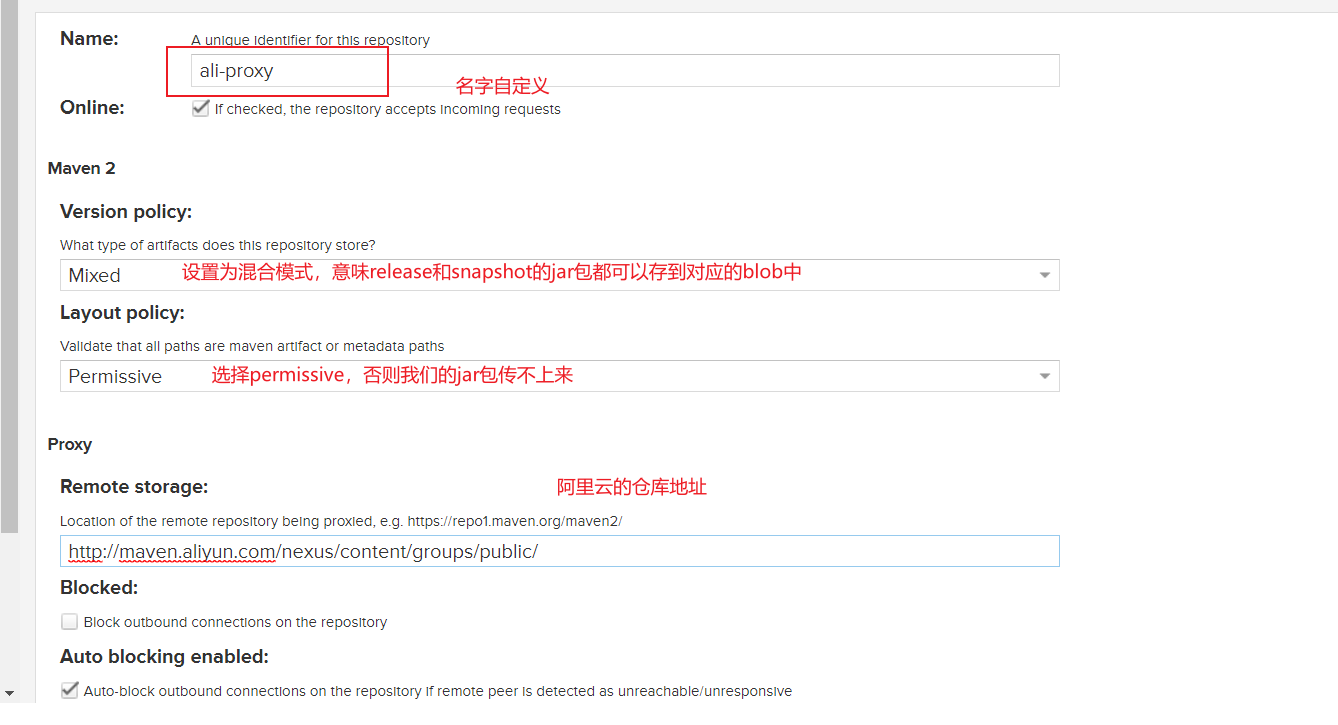 Name:
A unique identifier for this repository
ali-proxy
名字自定义
Online:
If checked, the repository accepts incoming requests
Maven 2
Version policy:
What type of artifacts does this repository store?
Mixed
设置为混合模式，意味release和snapshot的jar包都可以存到对应的blob中
Layout policy:
Validate that all paths are maven artifact or metadata paths
Permissive
选择permissive，否则我们的jar包传不上来
Proxy
Remote storage:
阿里云的仓库地址
Location of the remote repository being proxied, e.g. https://repo1.maven.org/maven2/
http://maven.aliyun.com/nexus/content/groups/public/
Blocked:
Block outbound connections on the repository
Auto blocking enabled:
Auto-block outbound connections on the repository if remote peer is detected as unreachable/unresponsive